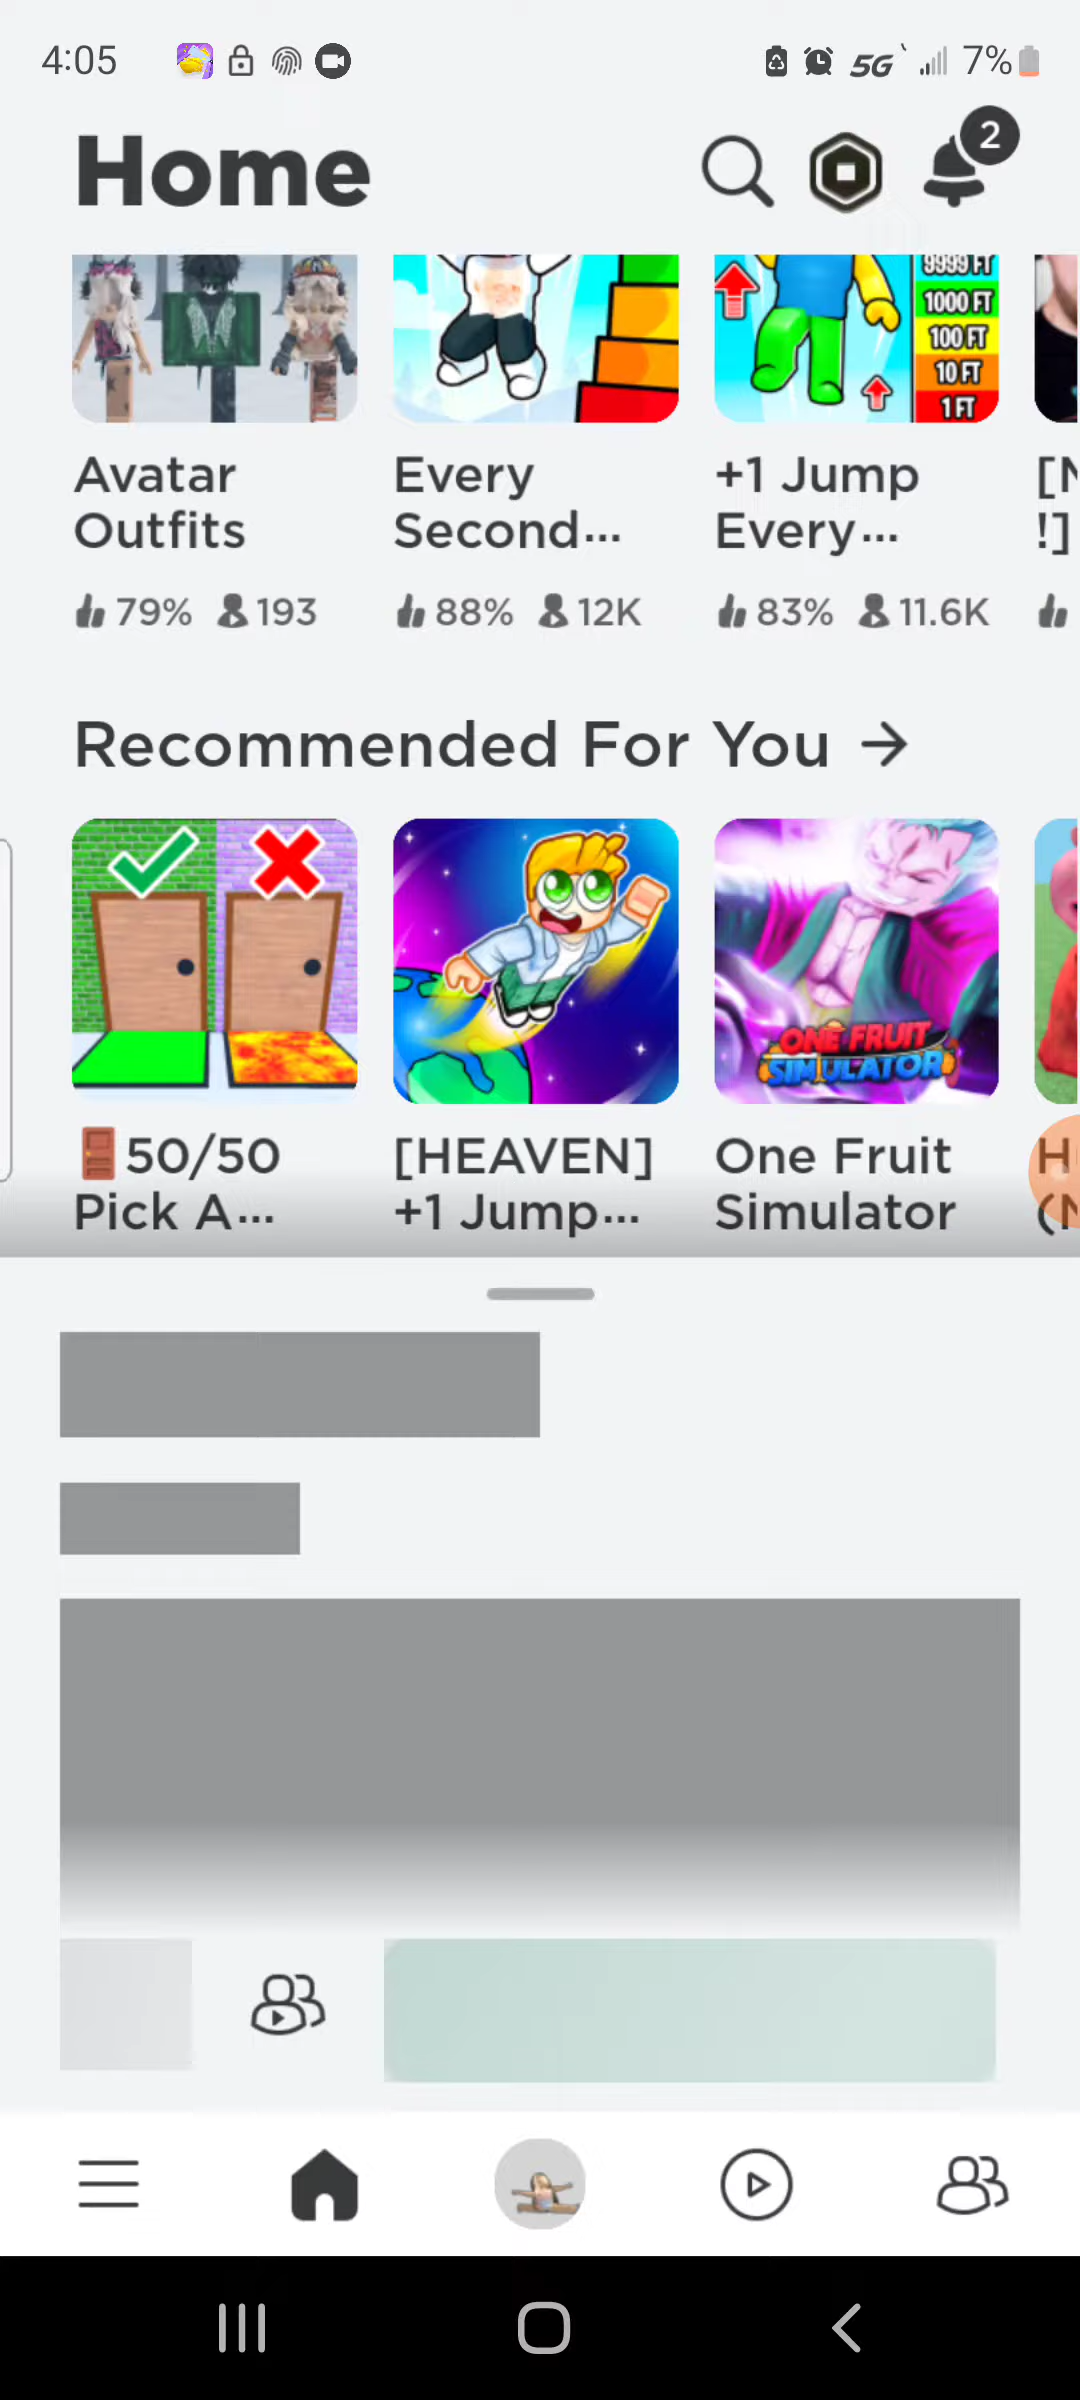 4:05
5G
7%
Home
2
9999 FT
1000 FT
100 FT
10 FT
1 FT
Avatar
Outfits
Every
Second...
+1 Jump
Every...
!]
79%
193
88%
12K
83%
11.6K
Recommended For You →
ONE FRUIT
SIMULATOR
50/50
Pick A...
[HEAVEN]
+1 Jump...
One Fruit
Simulator